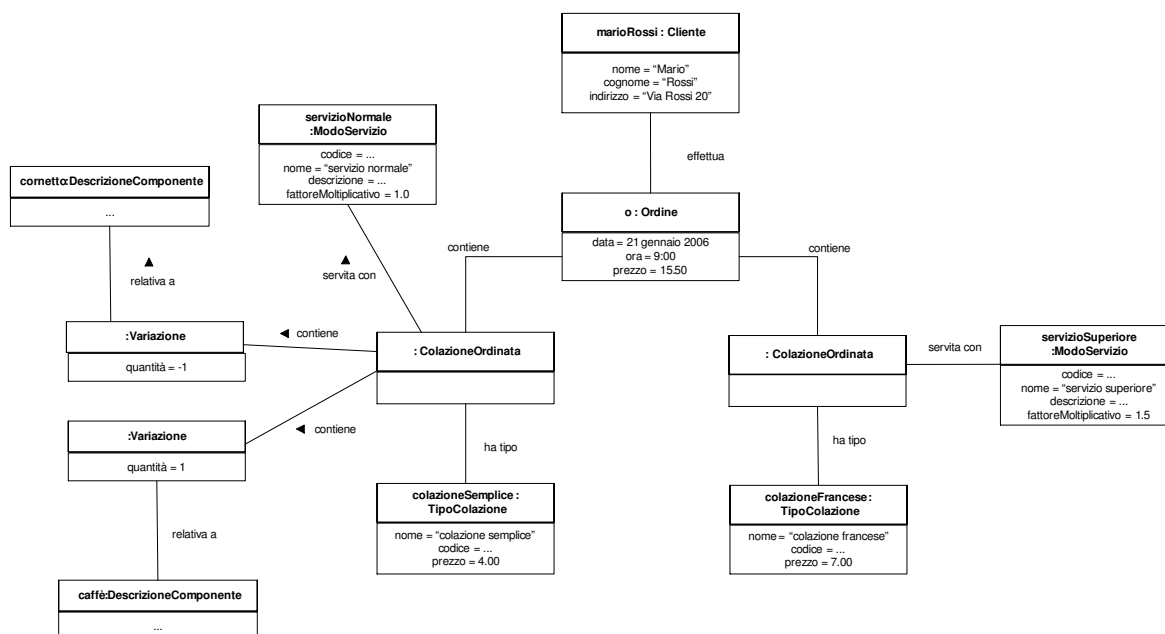 marioRossi : Cliente
nome = “Mario”
cognome = “Rossi”
indirizzo = “Via Rossi 20”
effettua
servizioNormale
:ModoServizio
codice = ...
nome = “servizio normale”
descrizione = ...
fattoreMoltiplicativo = 1.0
cornetto:DescrizioneComponente
...
o : Ordine
data = 21 gennaio 2006
ora = 9:00
prezzo = 15.50
contiene
contiene
▲
relativa a
▲
servita con
:Variazione
quantità = -1
◄ contiene
: ColazioneOrdinata
: ColazioneOrdinata
servita con
servizioSuperiore
:ModoServizio
codice = ...
nome = “servizio superiore”
descrizione = ...
fattoreMoltiplicativo = 1.5
:Variazione
quantità = 1
◄ contiene
ha tipo
ha tipo
colazioneSemplice :
TipoColazione
nome = “colazione semplice”
codice = ...
prezzo = 4.00
colazioneFrancese :
TipoColazione
nome = “colazione francese”
codice = ...
prezzo = 7.00
relativa a
caffè:DescrizioneComponente
...